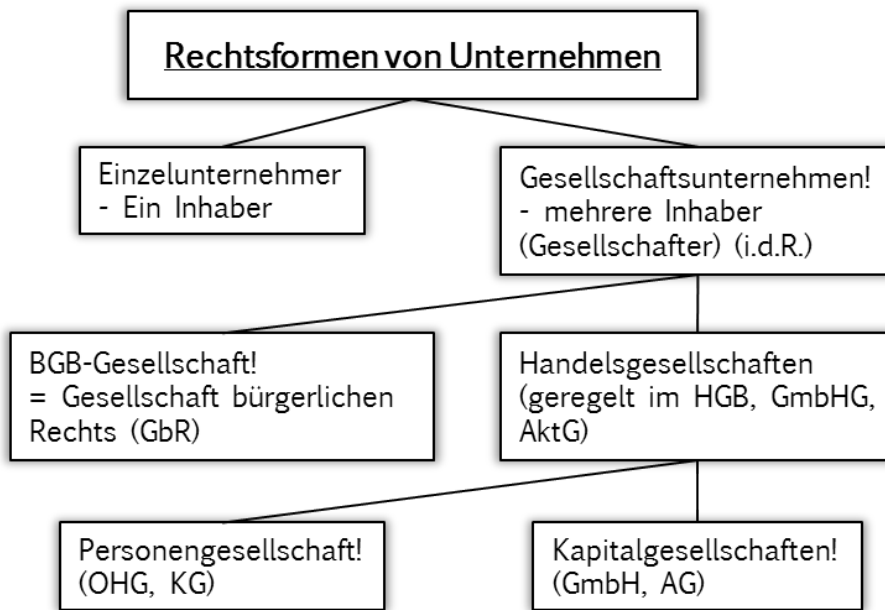 Rechtsformen von Unternehmen
Einzelunternehmer
- Ein Inhaber
Gesellschaftsunternehmen!
- mehrere Inhaber
(Gesellschafter) (i.d.R.)
BGB-Gesellschaft!
= Gesellschaft bürgerlichen
Rechts (GbR)
Handelsgesellschaften
(geregelt im HGB, GmbHG,
AktG)
Personengesellschaft!
(OHG, KG)
Kapitalgesellschaften!
(GmbH, AG)